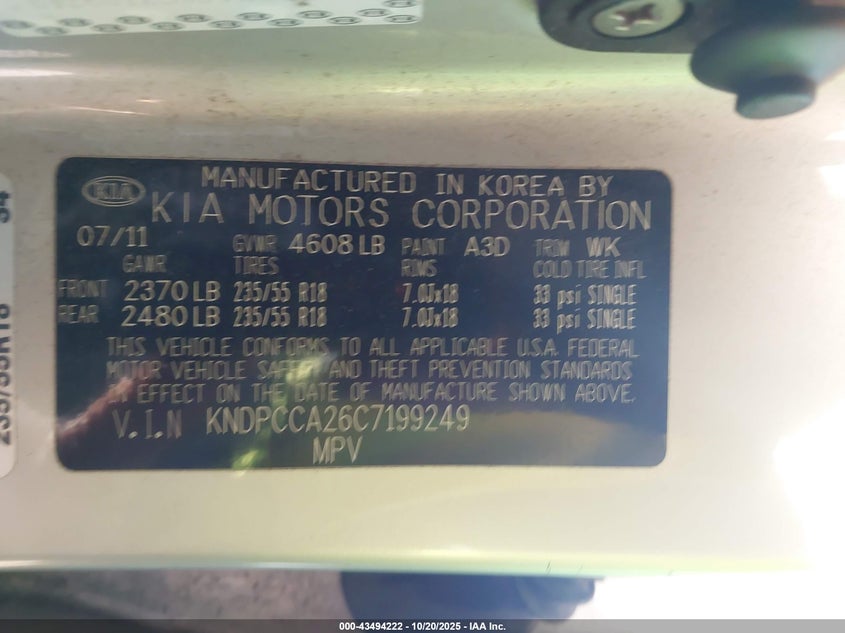 KIA
MANUFACTURED IN KOREA BY
KIA MOTORS CORPORATION
07/11 GVWR 4608 LB PAINT A3D TRIM WK
GAWR TIRES RIMS COLD TIRE INFL
FRONT 2370 LB 235/55 R18 7.0Jx18 33 psi SINGLE
REAR 2480 LB 235/55 R18 7.0Jx18 33 psi SINGLE
THIS VEHICLE CONFORMS TO ALL APPLICABLE U.S.A. FEDERAL
MOTOR VEHICLE SAFETY AND THEFT PREVENTION STANDARDS
IN EFFECT ON THE DATE OF MANUFACTURE SHOWN ABOVE.
V.I.N KNDPCCA26C7199249
MPV
235/55R18 34
000-43494222 - 10/20/2025 - IAA Inc.